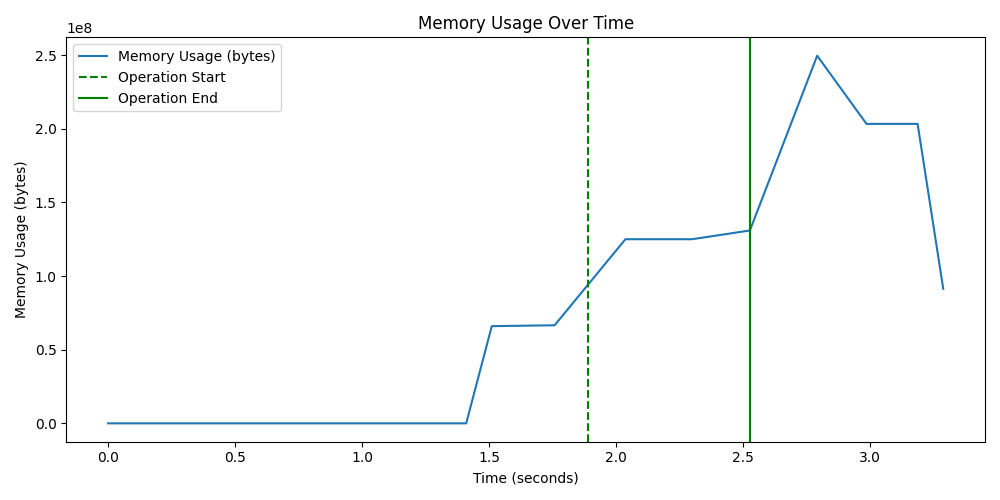 Memory Usage Over Time
1e8
Memory Usage (bytes)
Operation Start
Operation End
2.5
2.0
1.5
1.0
0.5
0.0
Memory Usage (bytes)
0.0 0.5 1.0 1.5 2.0 2.5 3.0
Time (seconds)